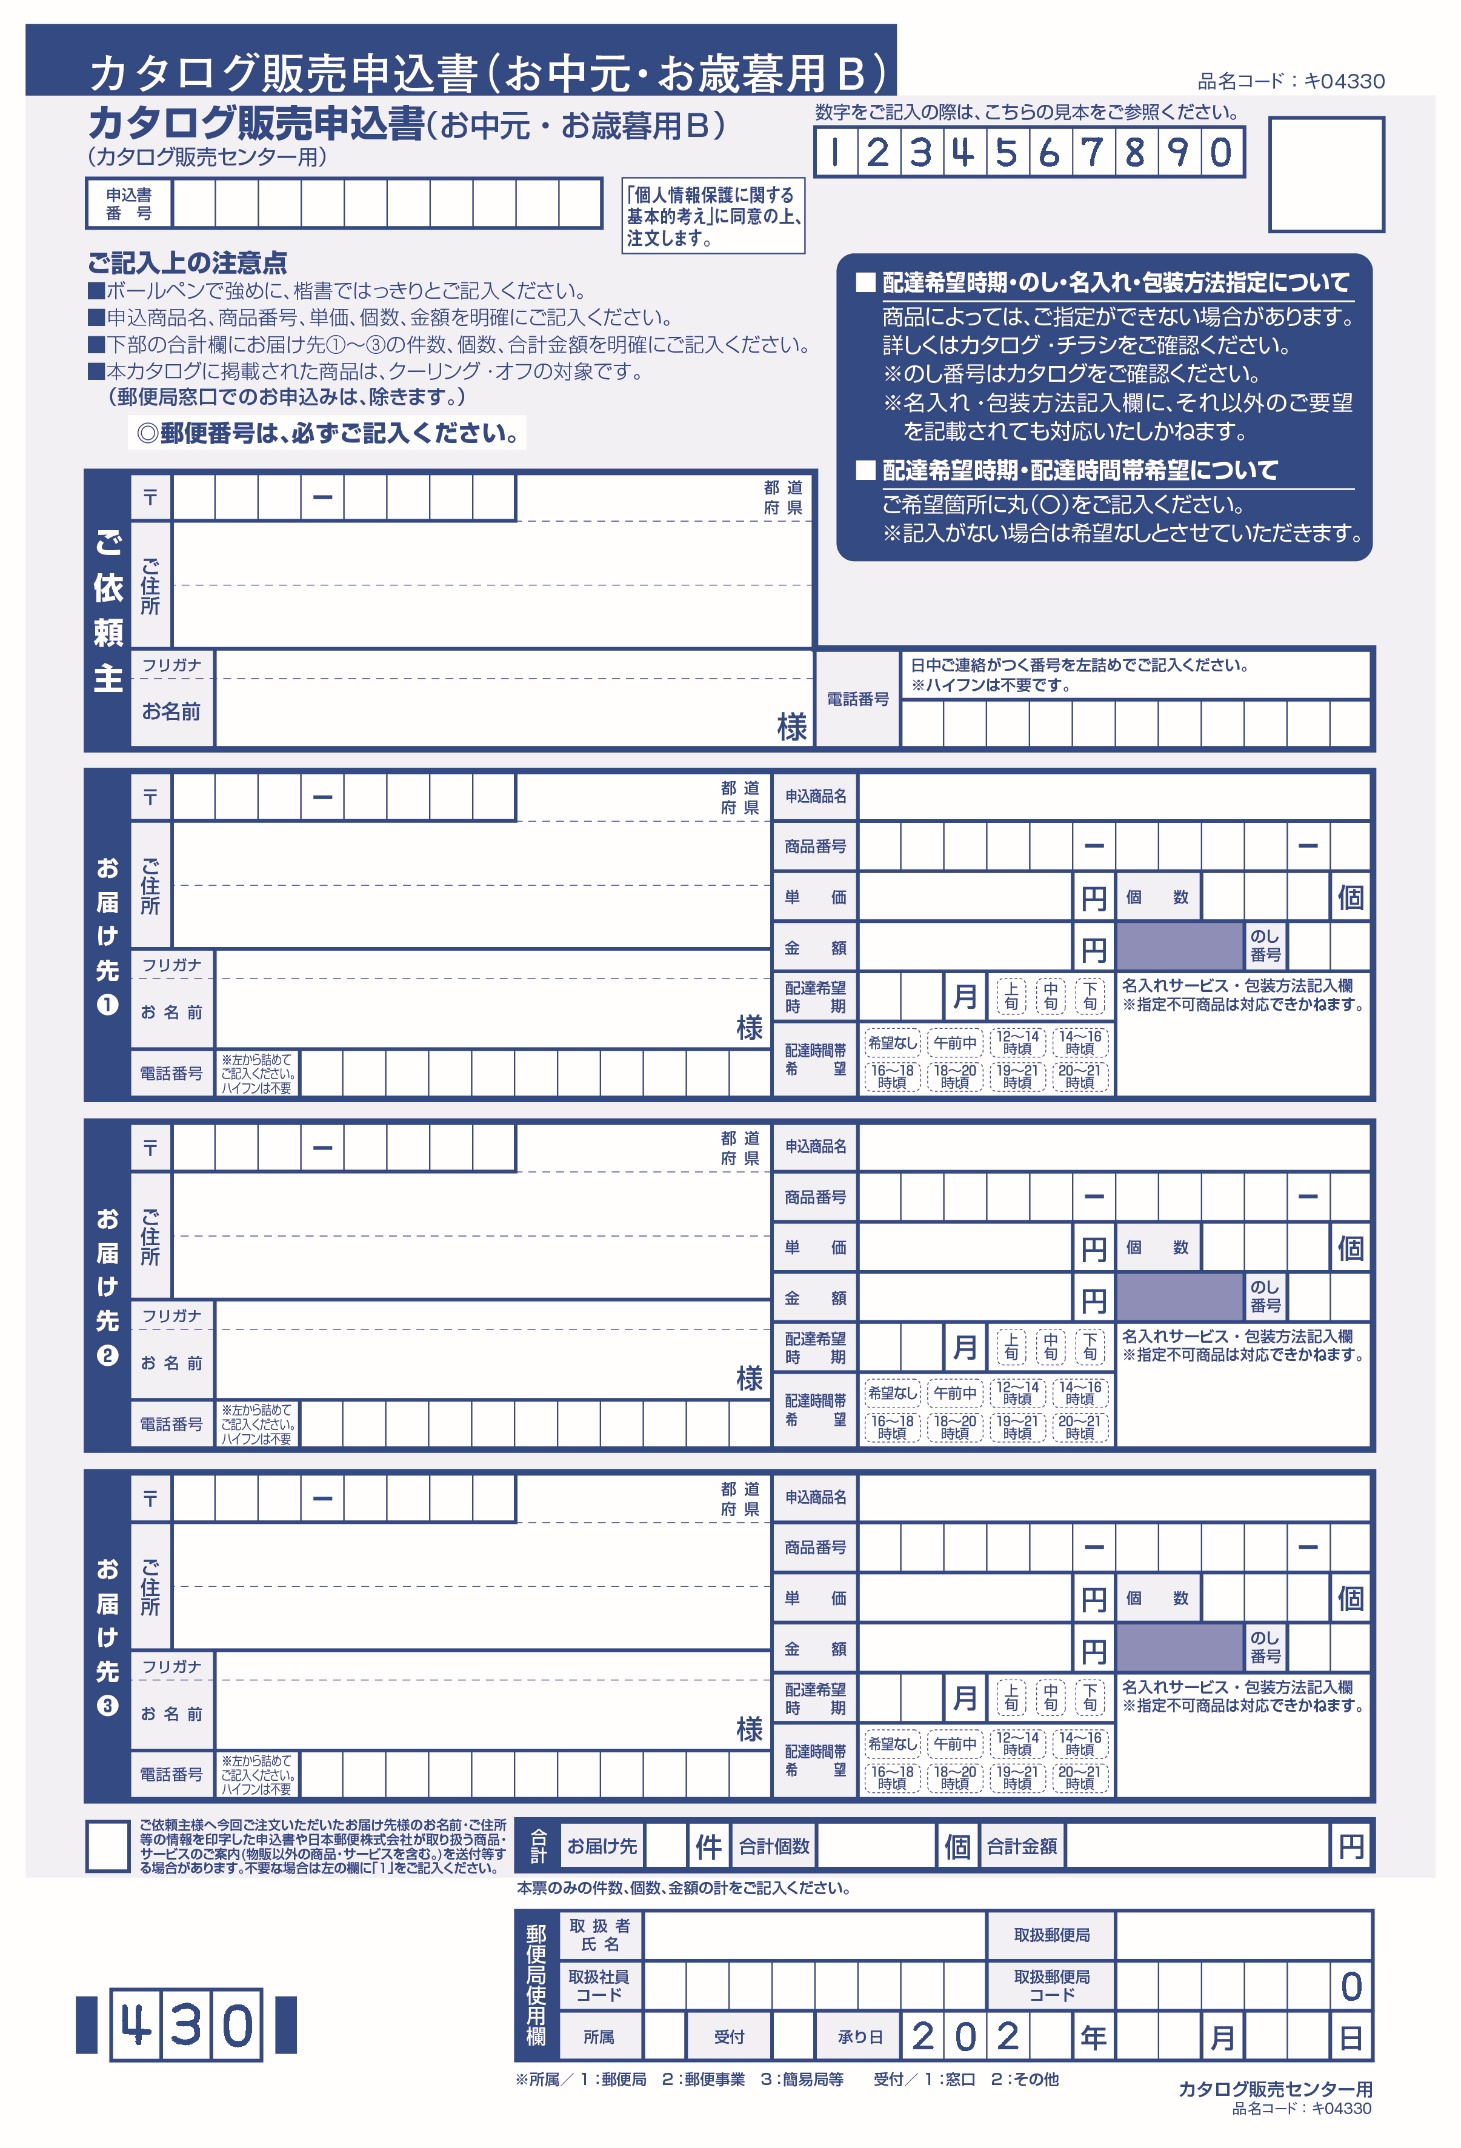 カタログ販売申込書(お中元・お歳暮用B)
品名コード：キ04330
カタログ販売申込書(お中元・お歳暮用B)
(カタログ販売センター用)
数字をご記入の際は、こちらの見本をご参照ください。
1 2 3 4 5 6 7 8 9 0
申込書
番 号
「個人情報保護に関する
基本的考え」に同意の上、
注文します。
ご記入上の注意点
■ボールペンで強めに、楷書ではっきりとご記入ください。
■申込商品名、商品番号、単価、個数、金額を明確にご記入ください。
■下部の合計欄にお届け先①～③の件数、個数、合計金額を明確にご記入ください。
■本カタログに掲載された商品は、クーリング・オフの対象です。
(郵便局窓口でのお申込みは、除きます。)
◎郵便番号は、必ずご記入ください。
■ 配達希望時期・のし・名入れ・包装方法指定について
商品によっては、ご指定ができない場合があります。
詳しくはカタログ・チラシをご確認ください。
※のし番号はカタログをご確認ください。
※名入れ・包装方法記入欄に、それ以外のご要望
を記載されても対応いたしかねます。
■ 配達希望時期・配達時間帯希望について
ご希望箇所に丸(○)をご記入ください。
※記入がない場合は希望なしとさせていただきます。
ご依頼主
〒 －
都 道
府 県
ご住所
フリガナ
お名前
様
電話番号
日中ご連絡がつく番号を左詰めでご記入ください。
※ハイフンは不要です。
お届け先❶
〒 －
都 道
府 県
ご住所
フリガナ
お 名 前
様
電話番号
※左から詰めて
ご記入ください。
ハイフンは不要
申込商品名
商品番号 － －
単 価 円 個 数 個
金 額 円 のし
番号
配達希望
時 期
月
上旬 中旬 下旬
名入れサービス・包装方法記入欄
※指定不可商品は対応できかねます。
配達時間帯
希 望
希望なし 午前中 12～14時頃 14～16時頃
16～18時頃 18～20時頃 19～21時頃 20～21時頃
お届け先❷
〒 －
都 道
府 県
ご住所
フリガナ
お 名 前
様
電話番号
※左から詰めて
ご記入ください。
ハイフンは不要
申込商品名
商品番号 － －
単 価 円 個 数 個
金 額 円 のし
番号
配達希望
時 期
月
上旬 中旬 下旬
名入れサービス・包装方法記入欄
※指定不可商品は対応できかねます。
配達時間帯
希 望
希望なし 午前中 12～14時頃 14～16時頃
16～18時頃 18～20時頃 19～21時頃 20～21時頃
お届け先❸
〒 －
都 道
府 県
ご住所
フリガナ
お 名 前
様
電話番号
※左から詰めて
ご記入ください。
ハイフンは不要
申込商品名
商品番号 － －
単 価 円 個 数 個
金 額 円 のし
番号
配達希望
時 期
月
上旬 中旬 下旬
名入れサービス・包装方法記入欄
※指定不可商品は対応できかねます。
配達時間帯
希 望
希望なし 午前中 12～14時頃 14～16時頃
16～18時頃 18～20時頃 19～21時頃 20～21時頃
ご依頼主様へ今回ご注文いただいたお届け先様のお名前・ご住所
等の情報を印字した申込書や日本郵便株式会社が取り扱う商品・
サービスのご案内(物販以外の商品・サービスを含む。)を送付等す
る場合があります。不要な場合は左の欄に「1」をご記入ください。
合計 お届け先 件 合計個数 個 合計金額 円
本票のみの件数、個数、金額の計をご記入ください。
郵便局使用欄
取 扱 者
氏 名
取扱郵便局
取扱社員
コード
取扱郵便局
コード
0
所属 受付 承り日 2 0 2 年 月 日
※所属／1：郵便局 2：郵便事業 3：簡易局等 受付／1：窓口 2：その他
430
カタログ販売センター用
品名コード：キ04330